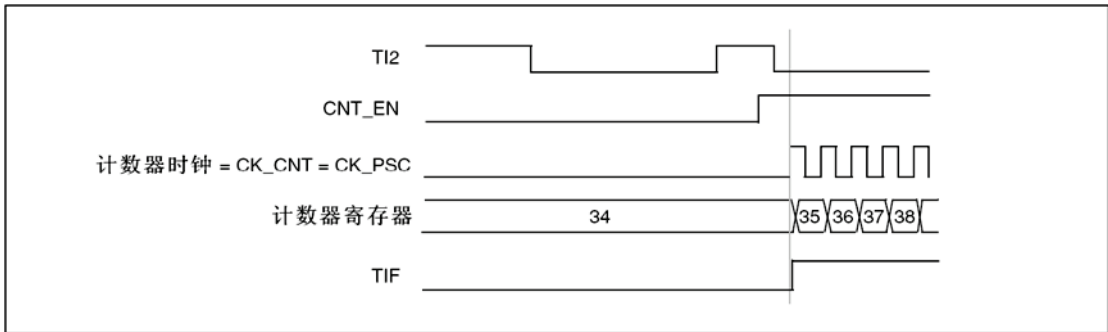 TI2
CNT_EN
计数器时钟 = CK_CNT = CK_PSC
计数器寄存器 34 35 36 37 38
TIF